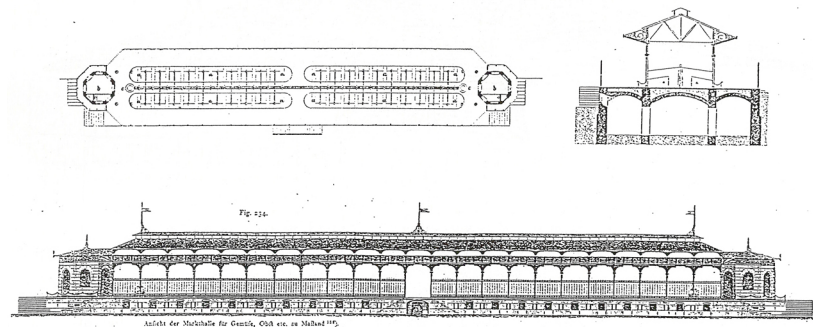 Fig. 234.
Anſicht der Markthalle für Gemüſe, Obſt etc. zu Mailand